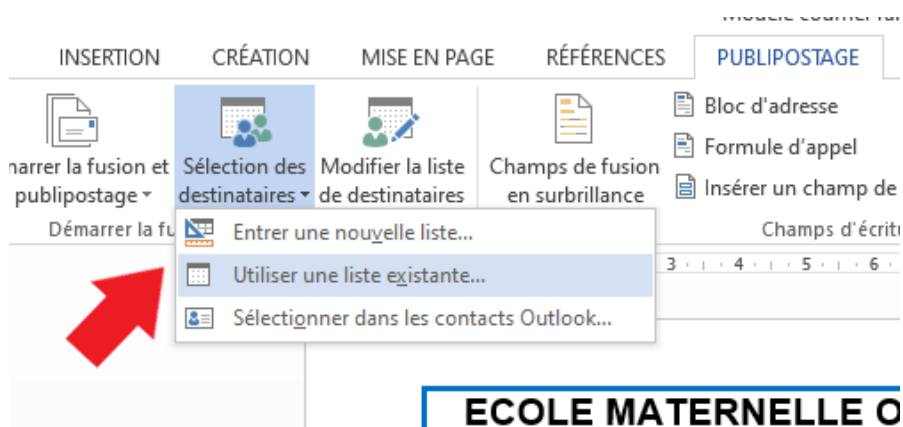 INSERTION CRÉATION MISE EN PAGE RÉFÉRENCES PUBLIPOSTAGE
Bloc d'adresse
Formule d'appel
Insérer un champ de
la fusion et
publipostage
Sélection des
destinataires
Modifier la liste
de destinataires
Champs de fusion
en surbrillance
Démarrer la fu
Champs d'écritu
Entrer une nouvelle liste...
Utiliser une liste existante...
Sélectionner dans les contacts Outlook...
3 4 5 6
ECOLE MATERNELLE O